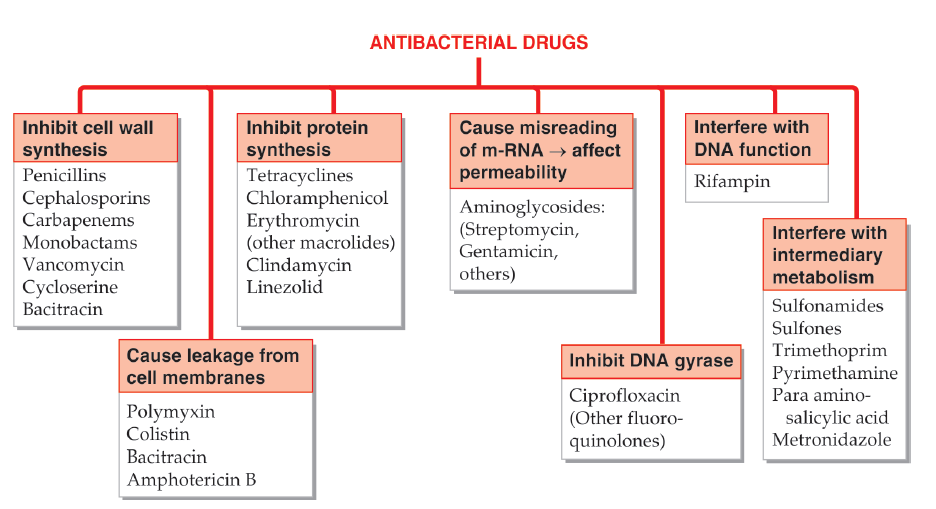 ANTIBACTERIAL DRUGS
Inhibit cell wall
synthesis
Penicillins
Cephalosporins
Carbapenems
Monobactams
Vancomycin
Cycloserine
Bacitracin
Cause leakage from
cell membranes
Polymyxin
Colistin
Bacitracin
Amphotericin B
Inhibit protein
synthesis
Tetracyclines
Chloramphenicol
Erythromycin
(other macrolides)
Clindamycin
Linezolid
Cause misreading
of m-RNA → affect
permeability
Aminoglycosides:
(Streptomycin,
Gentamicin,
others)
Inhibit DNA gyrase
Ciprofloxacin
(Other fluoro-
quinolones)
Interfere with
DNA function
Rifampin
Interfere with
intermediary
metabolism
Sulfonamides
Sulfones
Trimethoprim
Pyrimethamine
Para amino-
salicylic acid
Metronidazole